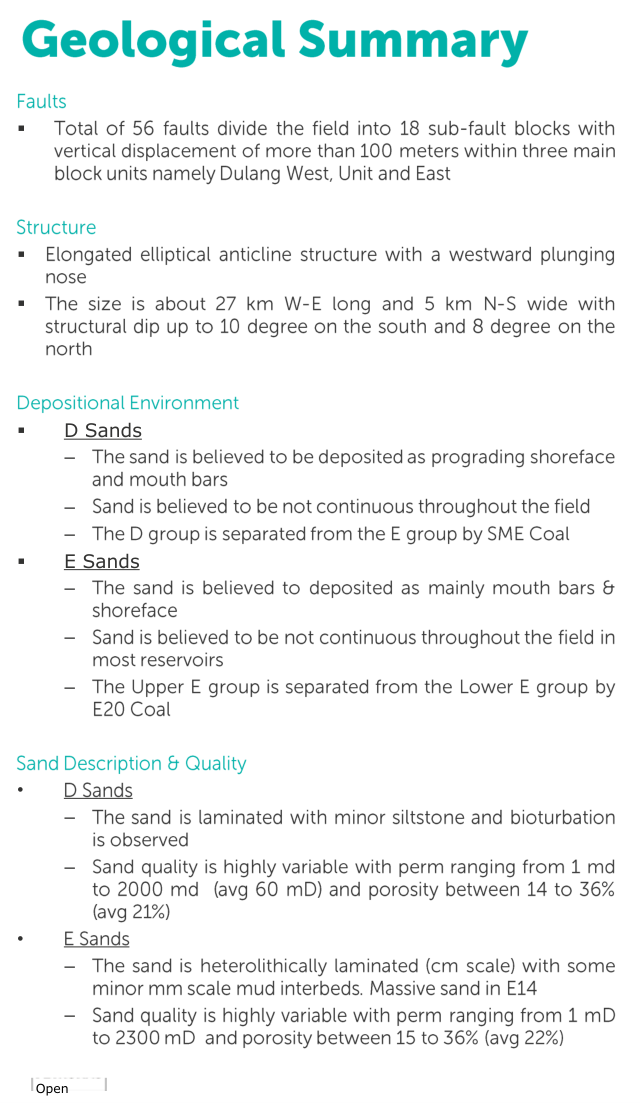 Geological Summary
Faults
▪ Total of 56 faults divide the field into 18 sub-fault blocks with
vertical displacement of more than 100 meters within three main
block units namely Dulang West, Unit and East
Structure
▪ Elongated elliptical anticline structure with a westward plunging
nose
▪ The size is about 27 km W-E long and 5 km N-S wide with
structural dip up to 10 degree on the south and 8 degree on the
north
Depositional Environment
▪ D Sands
– The sand is believed to be deposited as prograding shoreface
and mouth bars
– Sand is believed to be not continuous throughout the field
– The D group is separated from the E group by SME Coal
▪ E Sands
– The sand is believed to deposited as mainly mouth bars &
shoreface
– Sand is believed to be not continuous throughout the field in
most reservoirs
– The Upper E group is separated from the Lower E group by
E20 Coal
Sand Description & Quality
• D Sands
– The sand is laminated with minor siltstone and bioturbation
is observed
– Sand quality is highly variable with perm ranging from 1 md
to 2000 md (avg 60 mD) and porosity between 14 to 36%
(avg 21%)
• E Sands
– The sand is heterolithically laminated (cm scale) with some
minor mm scale mud interbeds. Massive sand in E14
– Sand quality is highly variable with perm ranging from 1 mD
to 2300 mD and porosity between 15 to 36% (avg 22%)
Open